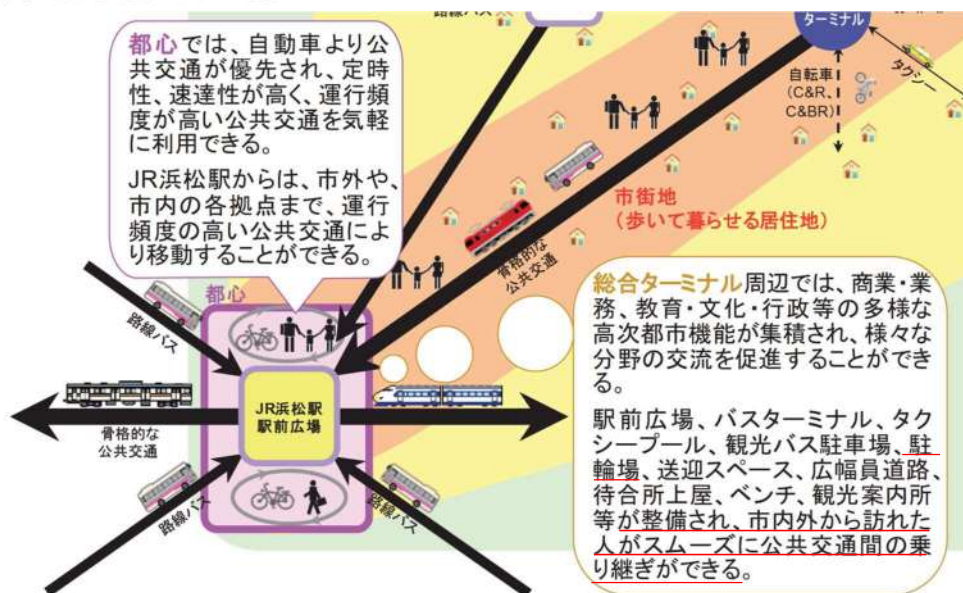 路線バス
ターミナル
都心では、自動車より公
共交通が優先され、定時
性、速達性が高く、運行頻
度が高い公共交通を気軽
に利用できる。
JR浜松駅からは、市外や、
市内の各拠点まで、運行
頻度の高い公共交通によ
り移動することができる。
タクシー
自転車
(C&R、
C&BR)
市街地
(歩いて暮らせる居住地)
骨格的な
公共交通
都心
路線バス
JR浜松駅
駅前広場
骨格的な
公共交通
路線バス
路線バス
総合ターミナル周辺では、商業・業
務、教育・文化・行政等の多様な
高次都市機能が集積され、様々な
分野の交流を促進することができ
る。
駅前広場、バスターミナル、タク
シープール、観光バス駐車場、駐
輪場、送迎スペース、広幅員道路、
待合所上屋、ベンチ、観光案内所
等が整備され、市内外から訪れた
人がスムーズに公共交通間の乗
り継ぎができる。